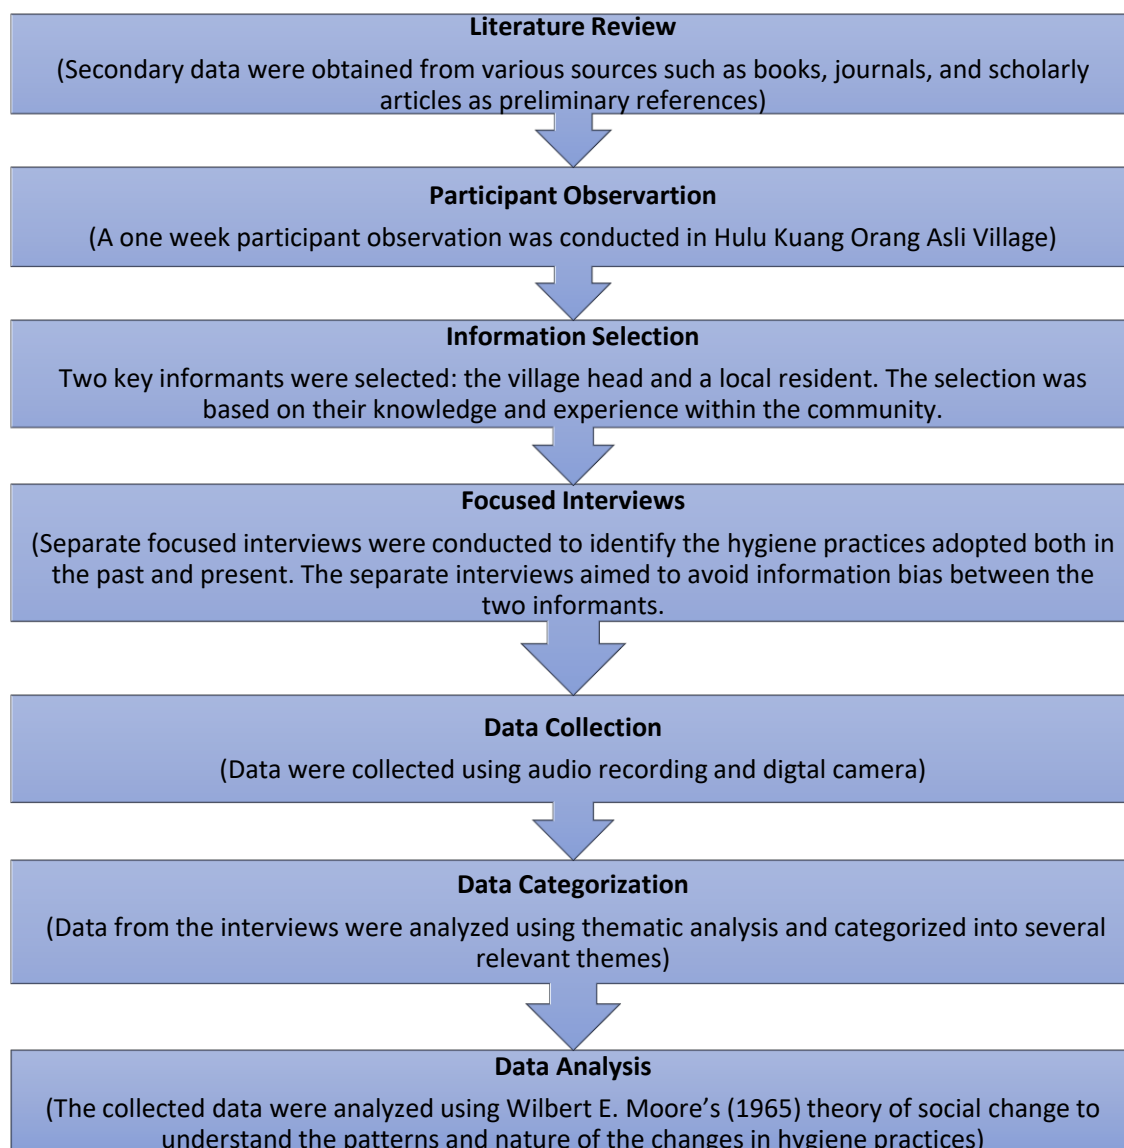 Literature Review
(Secondary data were obtained from various sources such as books, journals, and scholarly
articles as preliminary references)
Participant Observartion
(A one week participant observation was conducted in Hulu Kuang Orang Asli Village)
Information Selection
Two key informants were selected: the village head and a local resident. The selection was
based on their knowledge and experience within the community.
Focused Interviews
(Separate focused interviews were conducted to identify the hygiene practices adopted both in
the past and present. The separate interviews aimed to avoid information bias between the
two informants.
Data Collection
(Data were collected using audio recording and digtal camera)
Data Categorization
(Data from the interviews were analyzed using thematic analysis and categorized into several
relevant themes)
Data Analysis
(The collected data were analyzed using Wilbert E. Moore’s (1965) theory of social change to
understand the patterns and nature of the changes in hygiene practices)